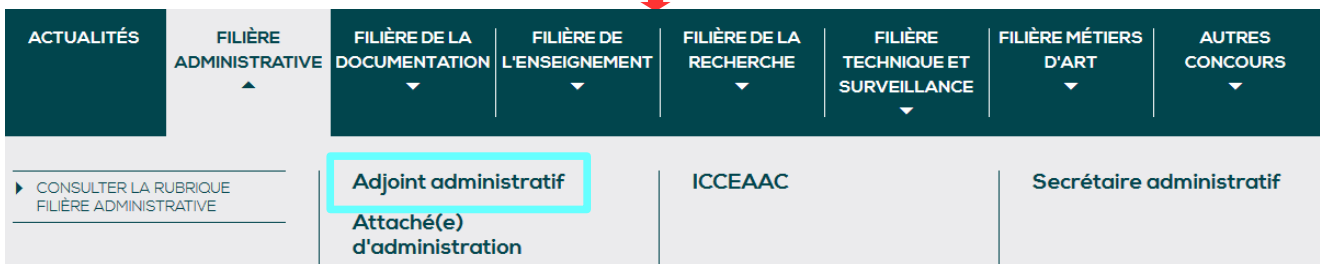 ACTUALITÉS
FILIÈRE
ADMINISTRATIVE
FILIÈRE DE LA
DOCUMENTATION
FILIÈRE DE
L'ENSEIGNEMENT
FILIÈRE DE LA
RECHERCHE
FILIÈRE
TECHNIQUE ET
SURVEILLANCE
FILIÈRE MÉTIERS
D'ART
AUTRES
CONCOURS
CONSULTER LA RUBRIQUE
FILIÈRE ADMINISTRATIVE
Adjoint administratif
Attaché(e)
d'administration
ICCEAAC
Secrétaire administratif